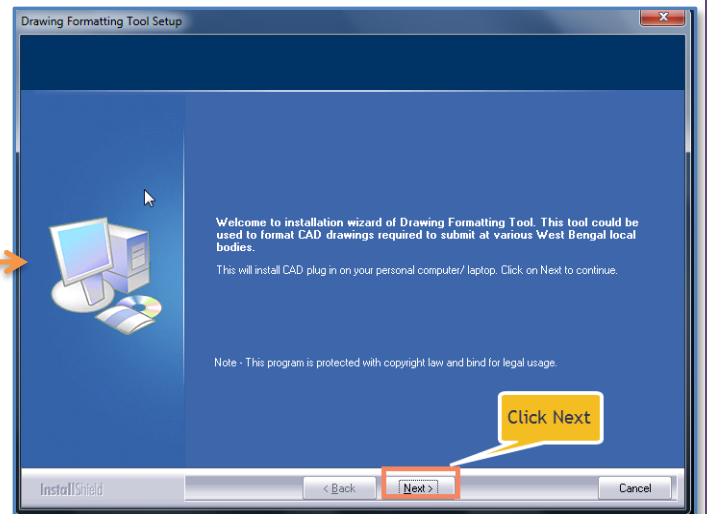 Drawing Formatting Tool Setup
Welcome to installation wizard of Drawing Formatting Tool. This tool could be
used to format CAD drawings required to submit at various West Bengal local
bodies.
This will install CAD plug in on your personal computer/ laptop. Click on Next to continue.
Note - This program is protected with copyright law and bind for legal usage.
Click Next
InstallShield
< Back
Next >
Cancel